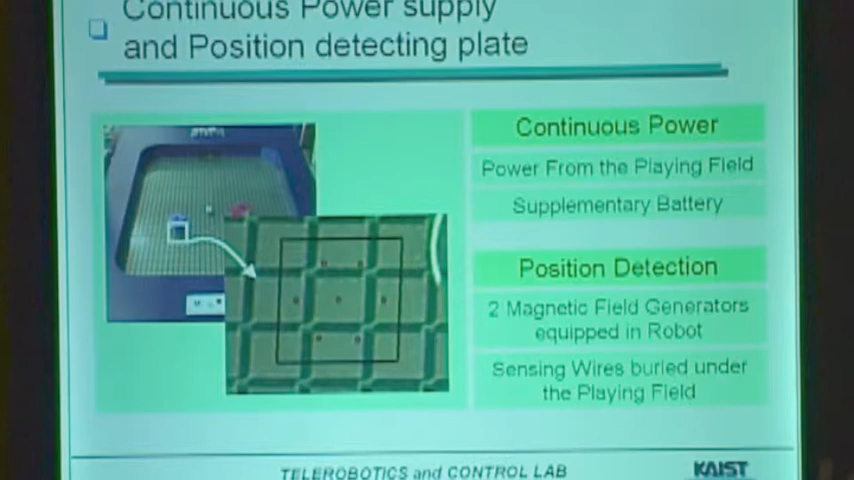 Continuous Power supply
and Position detecting plate
Continuous Power
Power From the Playing Field
Supplementary Battery
Position Detection
2 Magnetic Field Generators
equipped in Robot
Sensing Wires buried under
the Playing Field
TELEROBOTICS and CONTROL LAB
KAIST